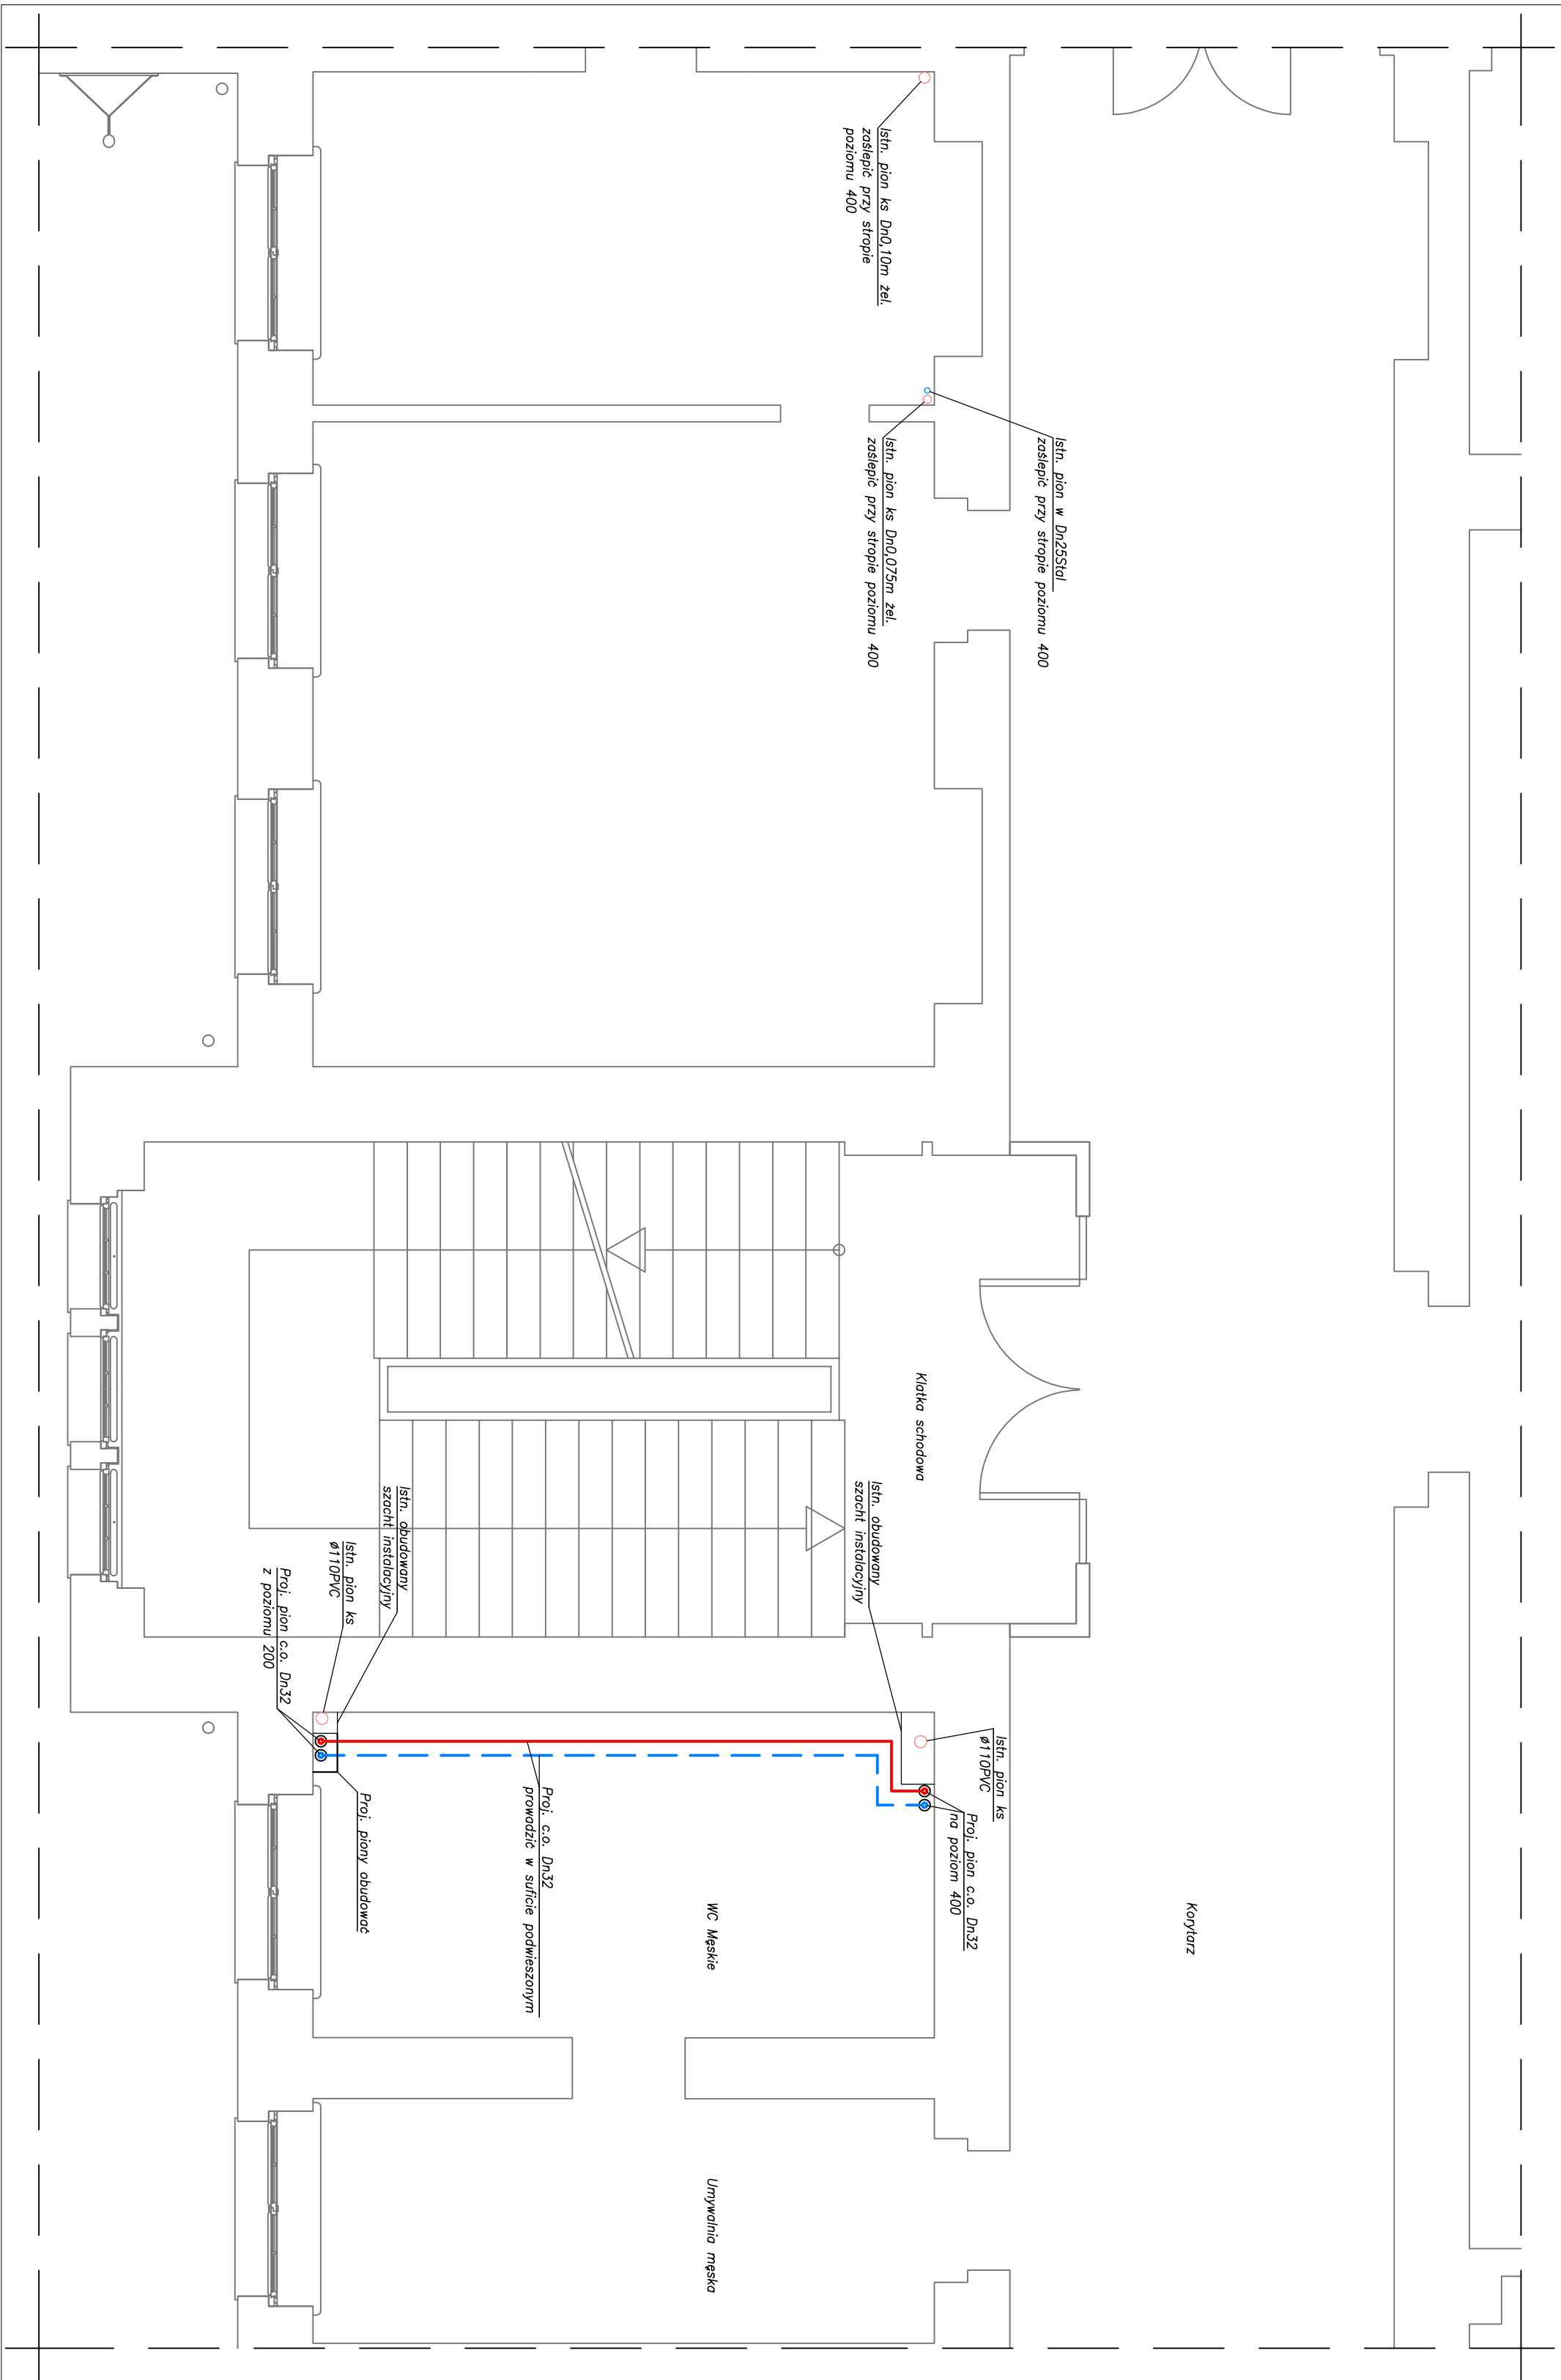 Istn. pion ks Dn0,10m żel.
zaślepić przy stropie
poziomu 400
Istn. pion w Dn25Stal
zaślepić przy stropie poziomu 400
Istn. pion ks Dn0,075m żel.
zaślepić przy stropie poziomu 400
Klatka schodowa
Istn. obudowany
szacht instalacyjny
Istn. obudowany
szacht instalacyjny
Istn. pion ks
ø110PVC
Proj. pion c.o. Dn32
z poziomu 200
Istn. pion ks
ø110PVC
Proj. pion c.o. Dn32
na poziom 400
Proj. c.o. Dn32
prowadzić w suficie podwieszonym
Proj. piony obudować
Korytarz
WC Męskie
Umywalnia męska